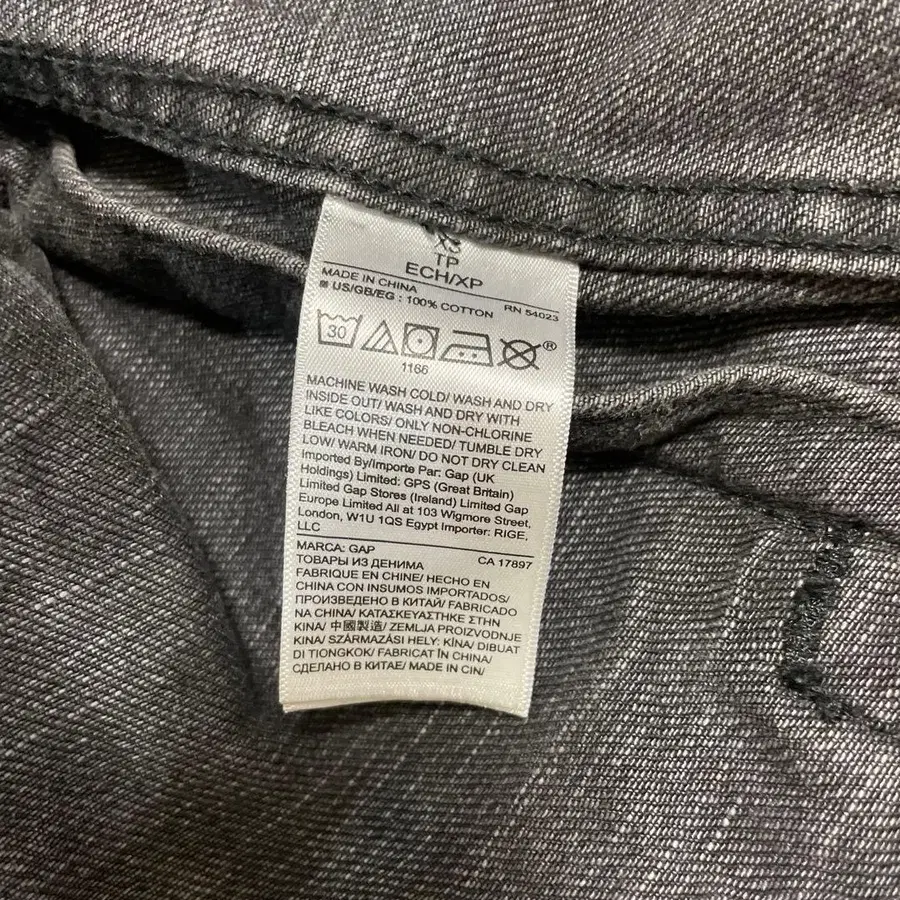 XS
TP
ECH/XP
MADE IN CHINA
RN 54023
US/GB/EG : 100% COTTON
30
®
1166
MACHINE WASH COLD/ WASH AND DRY
INSIDE OUT/ WASH AND DRY WITH
LIKE COLORS/ ONLY NON-CHLORINE
BLEACH WHEN NEEDED/ TUMBLE DRY
LOW/ WARM IRON/ DO NOT DRY CLEAN
Imported By/Importe Par: Gap (UK
Holdings) Limited: GPS (Great Britain)
Limited Gap Stores (Ireland) Limited Gap
Europe Limited All at 103 Wigmore Street,
London, W1U 1QS Egypt Importer: RIGE,
LLC
MARCA: GAP
CA 17897
ТОВАРЫ ИЗ ДЕНИМА
FABRIQUE EN CHINE/ HECHO EN
CHINA CON INSUMOS IMPORTADOS/
ПРОИЗВЕДЕНО В КИТАЙ/ FABRICADO
NA CHINA/ ΚΑΤΑΣΚΕΥΑΣΤΗΚΕ ΣΤΗΝ
ΚΙΝΑ/ 中國製造/ ZEMLJA PROIZVODNJE
KINA/ SZÁRMAZÁSI HELY: KÍNA/ DIBUAT
DI TIONGKOK/ FABRICAT ÎN CHINA/
СДЕЛАНО В КИТАЕ/ MADE IN CIN/